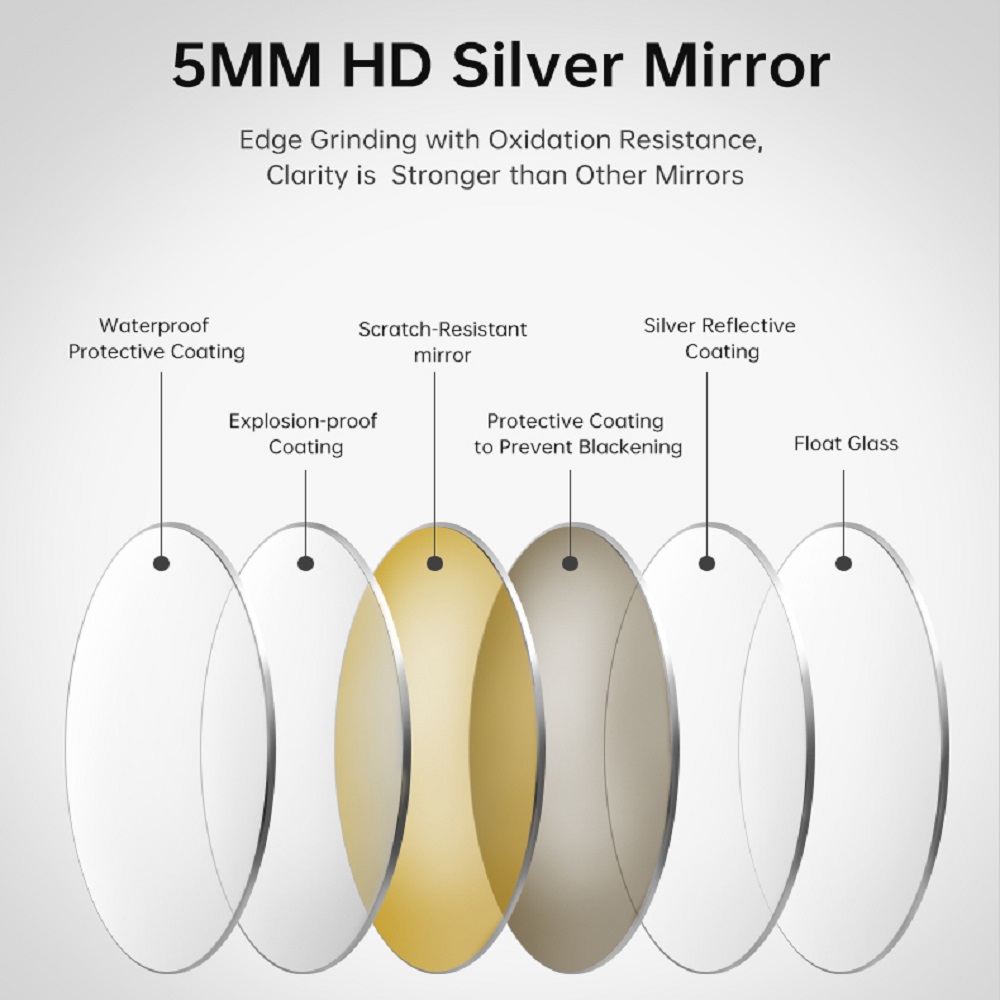 5MM HD Silver Mirror
Edge Grinding with Oxidation Resistance,
Clarity is Stronger than Other Mirrors
Waterproof
Protective Coating
Scratch-Resistant
mirror
Silver Reflective
Coating
Explosion-proof
Coating
Protective Coating
to Prevent Blackening
Float Glass